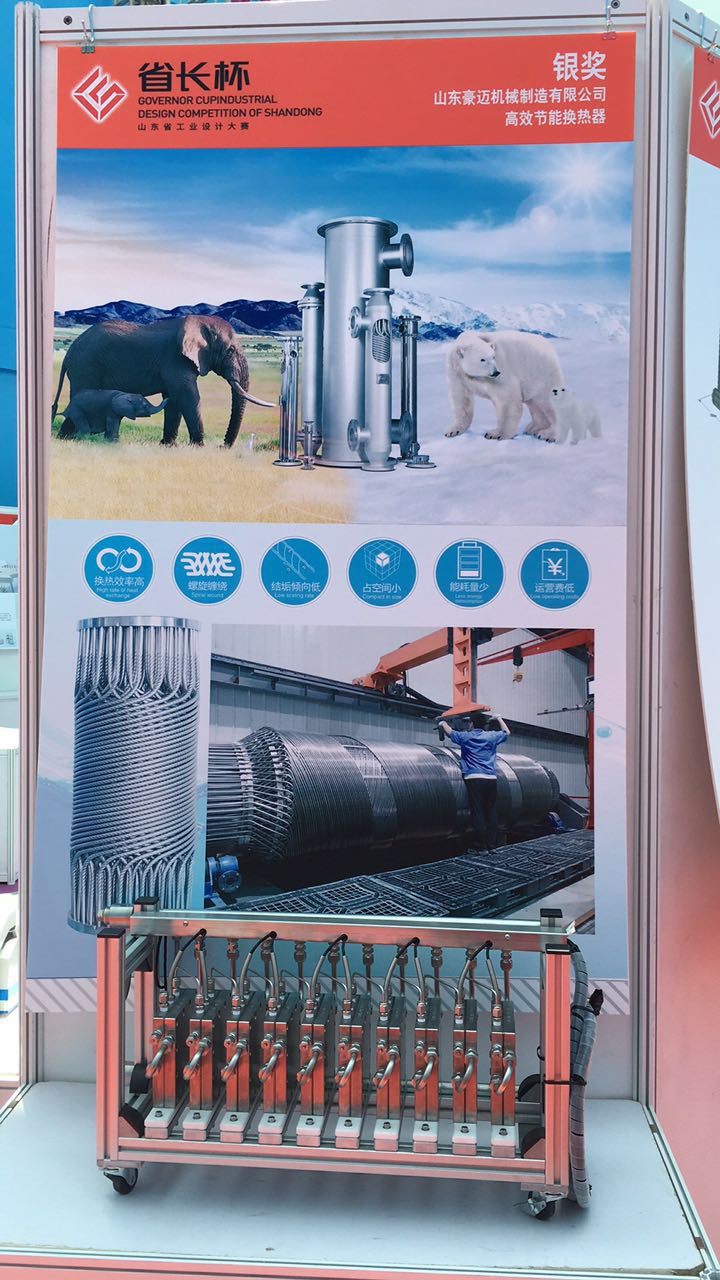 省长杯
GOVERNOR CUPINDUSTRIAL
DESIGN COMPETITION OF SHANDONG
山东省工业设计大赛
银奖
山东豪迈机械制造有限公司
高效节能换热器
换热效率高
High rate of heat
exchange
螺旋缠绕
Spiral wound
结垢倾向低
Low scaling rate
占空间小
Compact in size
能耗量少
Less energy
consumption
运营费低
Low operating costs